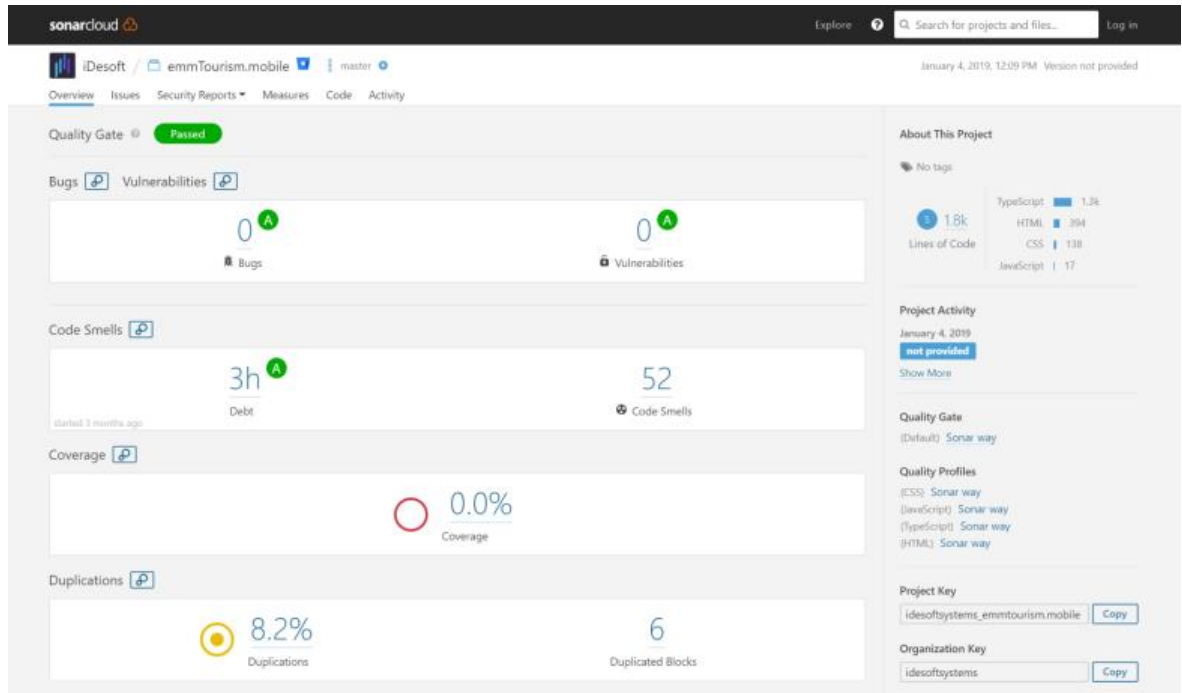 sonarcloud
Explore ? Search for projects and files... Log in
iDesoft / emmTourism.mobile master
January 4, 2019, 12:09 PM Version not provided
Overview Issues Security Reports Measures Code Activity
Quality Gate Passed
Bugs Vulnerabilities
0 A
Bugs
0 A
Vulnerabilities
Code Smells
3h A
Debt
52
Code Smells
started 3 months ago
Coverage
0.0%
Coverage
Duplications
8.2%
Duplications
6
Duplicated Blocks
About This Project
No tags
S 1.8k
Lines of Code
TypeScript 1.3k
HTML 394
CSS 138
JavaScript 17
Project Activity
January 4, 2019
not provided
Show More
Quality Gate
(Default) Sonar way
Quality Profiles
(CSS) Sonar way
(JavaScript) Sonar way
(TypeScript) Sonar way
(HTML) Sonar way
Project Key
idesoftsystems_emmtourism.mobile Copy
Organization Key
idesoftsystems Copy